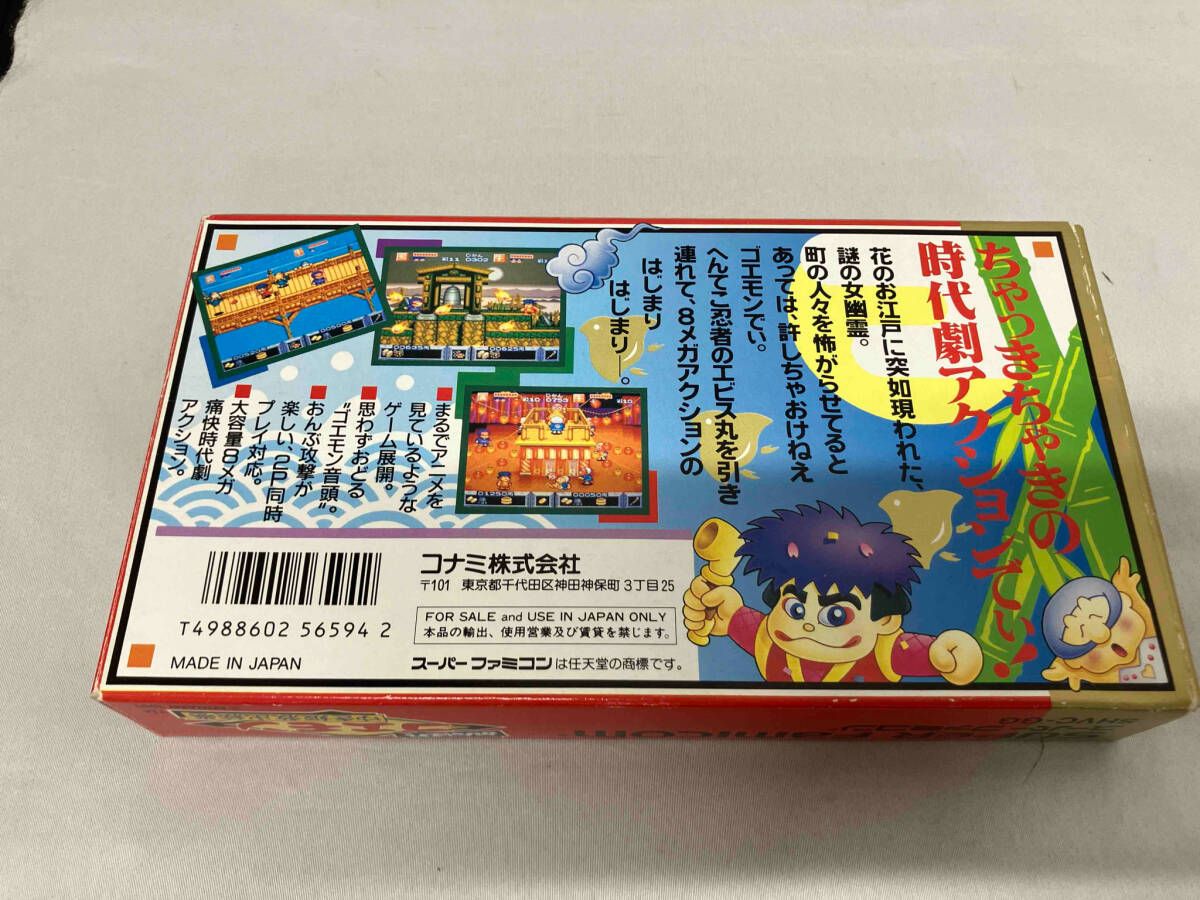 ちゃっきちゃきの
時代劇アクションでい!
花のお江戸に突如現われた、
謎の女幽霊。
町の人々を怖がらせてると
あっては、許しちゃおけねえ
ゴエモンでい。
へんてこ忍者のエビス丸を引き
連れて、8メガアクションの
はじまり
はじまりー。
■まるでアニメを
見ているような
ゲーム展開。
■思わずおどる
“ゴエモン音頭”。
■おんぶ攻撃が
楽しい、2P同時
プレイ対応。
■大容量8メガ
痛快時代劇
アクション。
コナミ株式会社
〒101 東京都千代田区神田神保町3丁目25
FOR SALE and USE IN JAPAN ONLY
本品の輸出、使用営業及び賃貸を禁じます。
スーパーファミコンは任天堂の商標です。
T4988602 56594 2
MADE IN JAPAN